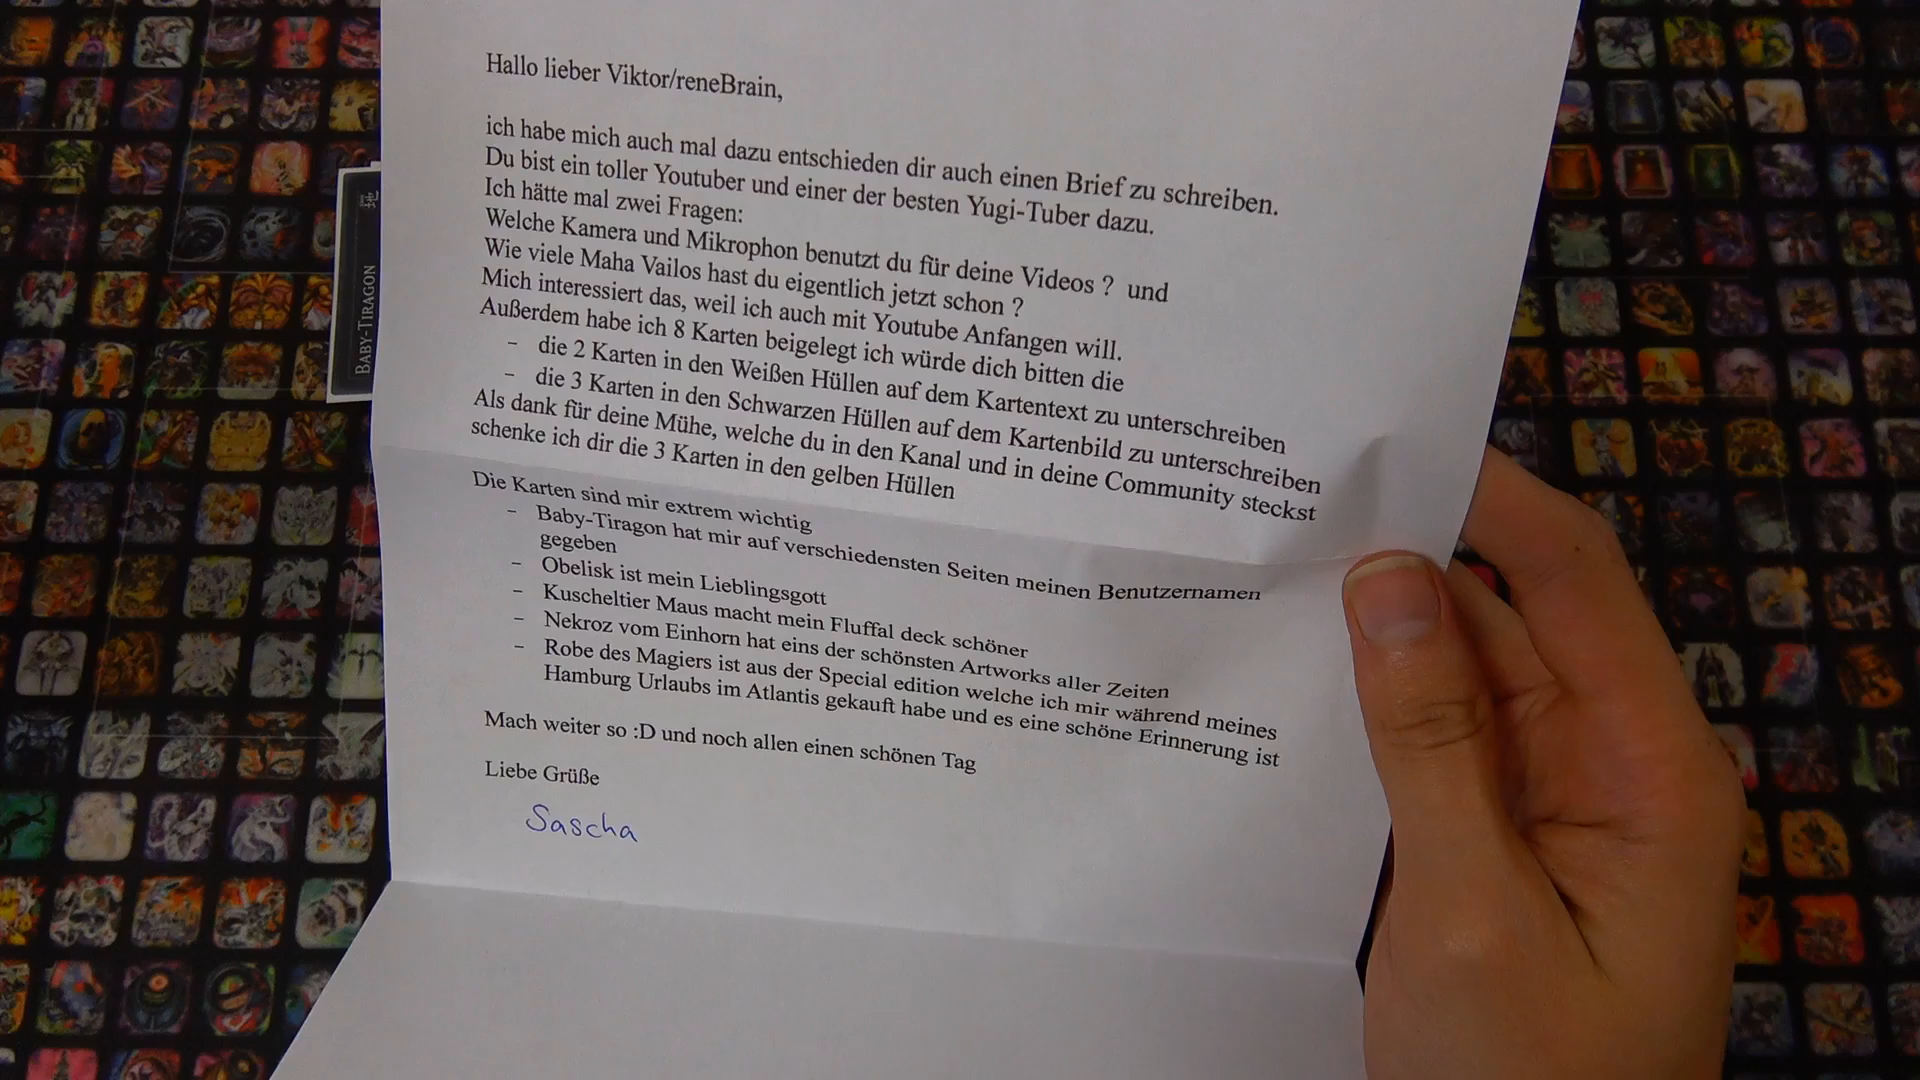 Hallo lieber Viktor/reneBrain,
ich habe mich auch mal dazu entschieden dir auch einen Brief zu schreiben.
Du bist ein toller Youtuber und einer der besten Yugi-Tuber dazu.
Ich hätte mal zwei Fragen:
Welche Kamera und Mikrophon benutzt du für deine Videos ? und
Wie viele Maha Vailos hast du eigentlich jetzt schon ?
Mich interessiert das, weil ich auch mit Youtube Anfangen will.
Außerdem habe ich 8 Karten beigelegt ich würde dich bitten die
- die 2 Karten in den Weißen Hüllen auf dem Kartentext zu unterschreiben
- die 3 Karten in den Schwarzen Hüllen auf dem Kartenbild zu unterschreiben
Als dank für deine Mühe, welche du in den Kanal und in deine Community steckst
schenke ich dir die 3 Karten in den gelben Hüllen
Die Karten sind mir extrem wichtig
- Baby-Tiragon hat mir auf verschiedensten Seiten meinen Benutzernamen
gegeben
- Obelisk ist mein Lieblingsgott
- Kuscheltier Maus macht mein Fluffal deck schöner
- Nekroz vom Einhorn hat eins der schönsten Artworks aller Zeiten
- Robe des Magiers ist aus der Special edition welche ich mir während meines
Hamburg Urlaubs im Atlantis gekauft habe und es eine schöne Erinnerung ist
Mach weiter so :D und noch allen einen schönen Tag
Liebe Grüße
Sascha
BABY-TIRAGON
地